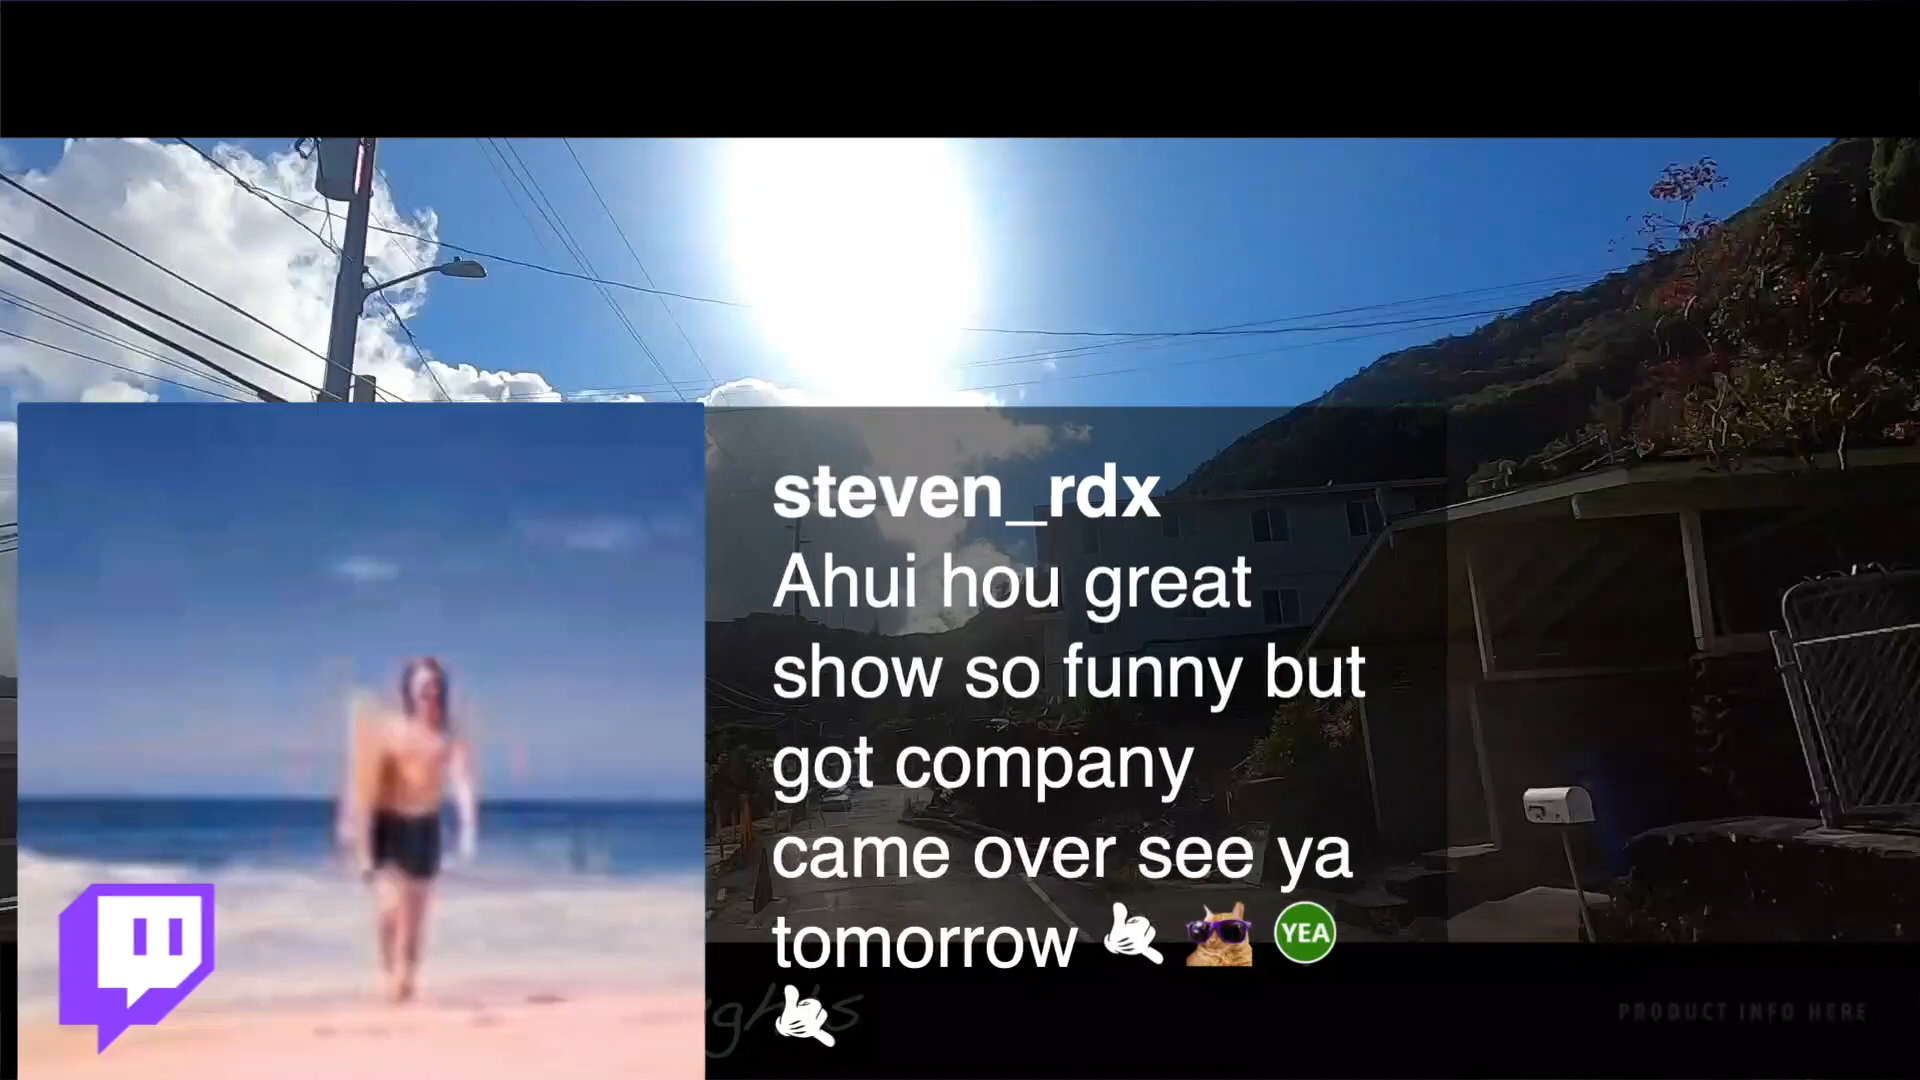 steven_rdx
Ahui hou great
show so funny but
got company
came over see ya
tomorrow YEA
PRODUCT INFO HERE